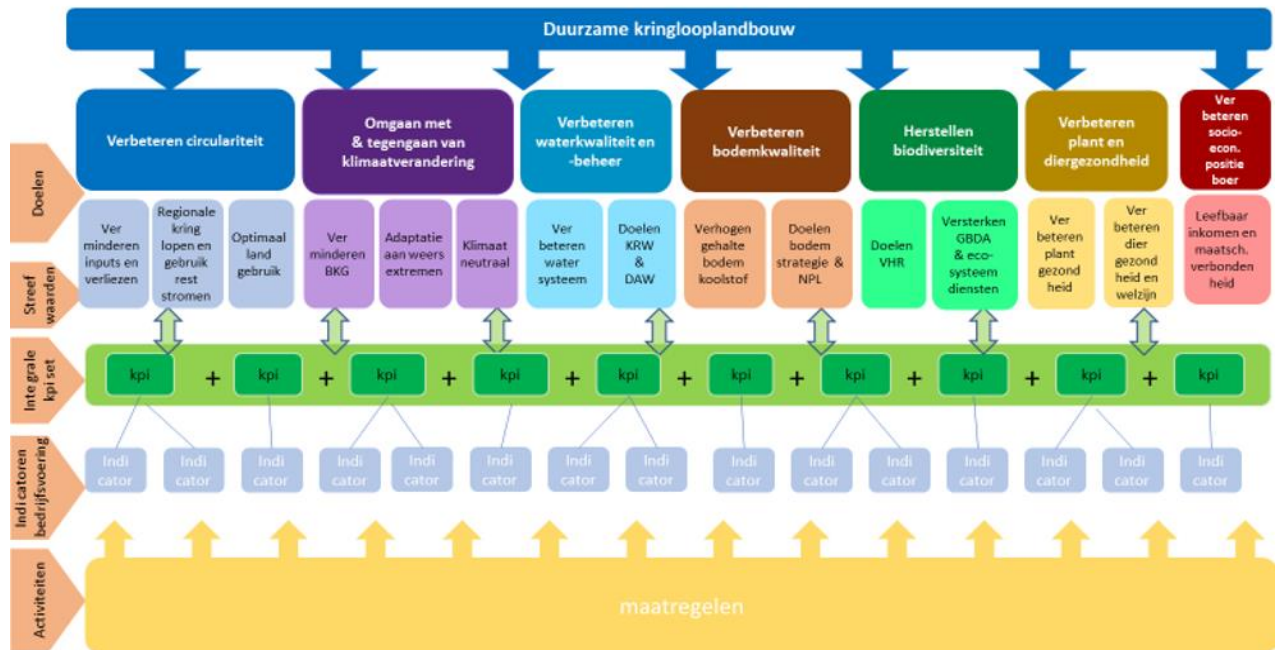 Duurzame kringlooplandbouw
Doelen
Verbeteren circulariteit
Omgaan met
& tegengaan van
klimaatverandering
Verbeteren
waterkwaliteit en
-beheer
Verbeteren
bodemkwaliteit
Herstellen
biodiversiteit
Verbeteren
plant en
diergezondheid
Ver
beteren
socio-
econ.
positie
boer
Streef
waarden
Ver
minderen
inputs en
verliezen
Regionale
kring
lopen en
gebruik
rest
stromen
Optimaal
land
gebruik
Ver
minderen
BKG
Adaptatie
aan weers
extremen
Klimaat
neutraal
Ver
beteren
water
systeem
Doelen
KRW
&
DAW
Verhogen
gehalte
bodem
koolstof
Doelen
bodem
strategie &
NPL
Doelen
VHR
Versterken
GBDA
& eco-
systeem
diensten
Ver
beteren
plant
gezond
heid
Ver
beteren
dier
gezond
heid en
welzijn
Leefbaar
inkomen en
maatsch.
verbonden
heid
Integrale
kpi set
kpi + kpi + kpi + kpi + kpi + kpi + kpi + kpi + kpi + kpi
Indicatoren
bedrijfsvoering
Indi
cator
Indi
cator
Indi
cator
Indi
cator
Indi
cator
Indi
cator
Indi
cator
Indi
cator
Indi
cator
Indi
cator
Indi
cator
Indi
cator
Indi
cator
Indi
cator
Indi
cator
Activiteiten
maatregelen